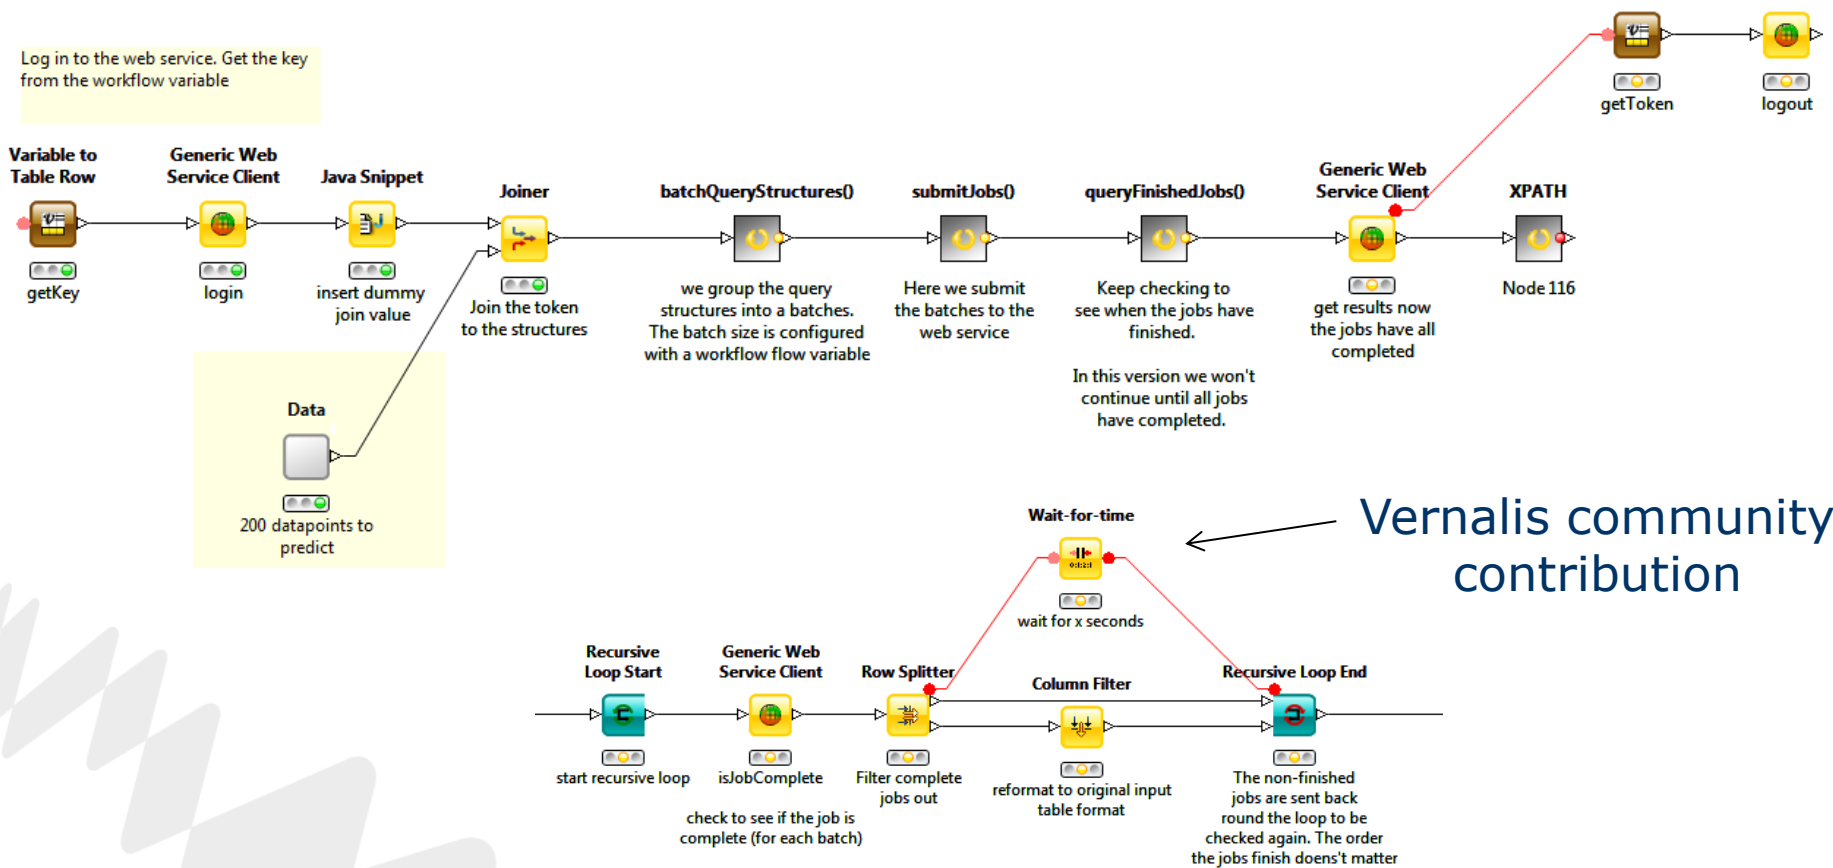 Log in to the web service. Get the key
from the workflow variable
getToken
logout
Variable to
Table Row
getKey
Generic Web
Service Client
login
Java Snippet
insert dummy
join value
Joiner
Join the token
to the structures
batchQueryStructures()
we group the query
structures into a batches.
The batch size is configured
with a workflow flow variable
submitJobs()
Here we submit
the batches to the
web service
queryFinishedJobs()
Keep checking to
see when the jobs have
finished.
In this version we won't
continue until all jobs
have completed.
Generic Web
Service Client
get results now
the jobs have all
completed
XPATH
Node 116
Data
200 datapoints to
predict
Wait-for-time
wait for x seconds
Vernalis community
contribution
Recursive
Loop Start
start recursive loop
Generic Web
Service Client
isJobComplete
check to see if the job is
complete (for each batch)
Row Splitter
Filter complete
jobs out
Column Filter
reformat to original input
table format
Recursive Loop End
The non-finished
jobs are sent back
round the loop to be
checked again. The order
the jobs finish doens't matter